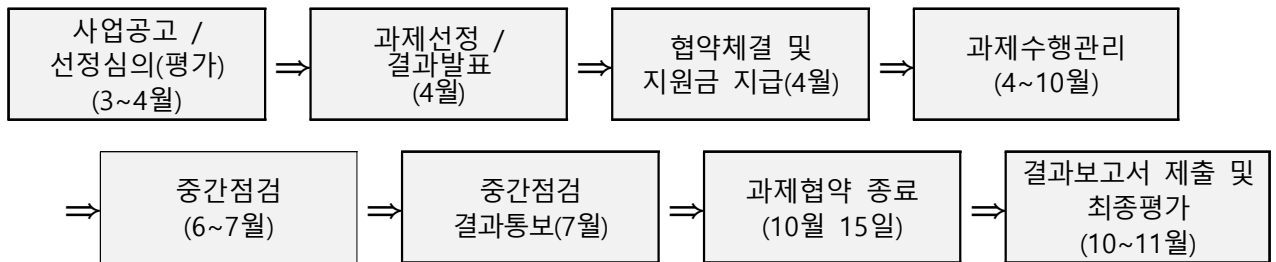 사업공고 /
선정심의(평가)
(3~4월)
⇒
과제선정 /
결과발표
(4월)
⇒
협약체결 및
지원금 지급(4월)
⇒
과제수행관리
(4~10월)
⇒
중간점검
(6~7월)
⇒
중간점검
결과통보(7월)
⇒
과제협약 종료
(10월 15일)
⇒
결과보고서 제출 및
최종평가
(10~11월)